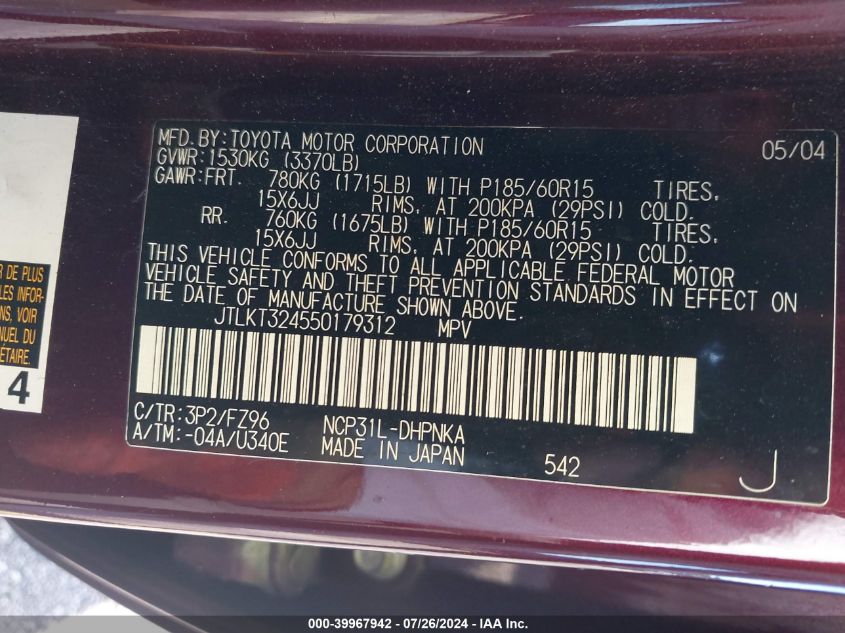 MFD.BY:TOYOTA MOTOR CORPORATION 05/04
GVWR:1530KG (3370LB)
GAWR:FRT. 780KG (1715LB) WITH P185/60R15 TIRES,
15X6JJ RIMS, AT 200KPA (29PSI) COLD.
RR. 760KG (1675LB) WITH P185/60R15 TIRES,
15X6JJ RIMS, AT 200KPA (29PSI) COLD.
THIS VEHICLE CONFORMS TO ALL APPLICABLE FEDERAL MOTOR
VEHICLE SAFETY AND THEFT PREVENTION STANDARDS IN EFFECT ON
THE DATE OF MANUFACTURE SHOWN ABOVE.
JTLKT324550179312 MPV
C/TR:3P2/FZ96 NCP31L-DHPNKA
A/TM:-04A/U340E MADE IN JAPAN 542 J
R DE PLUS
LES INFOR-
NS, VOIR
NUEL DU
ÉTAIRE.
4
000-39967942 / 07/26/2024 - © IAA Inc.